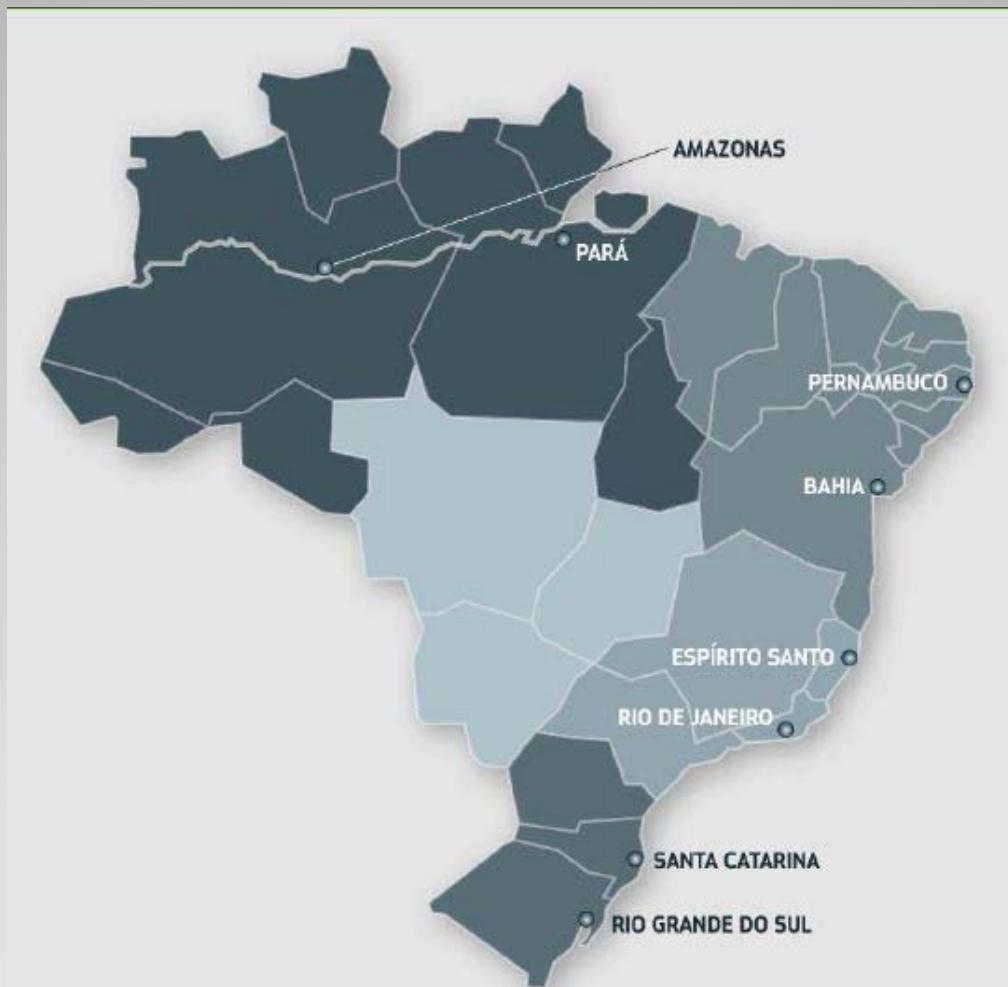 AMAZONAS
PARÁ
PERNAMBUCO
BAHIA
ESPÍRITO SANTO
RIO DE JANEIRO
SANTA CATARINA
RIO GRANDE DO SUL